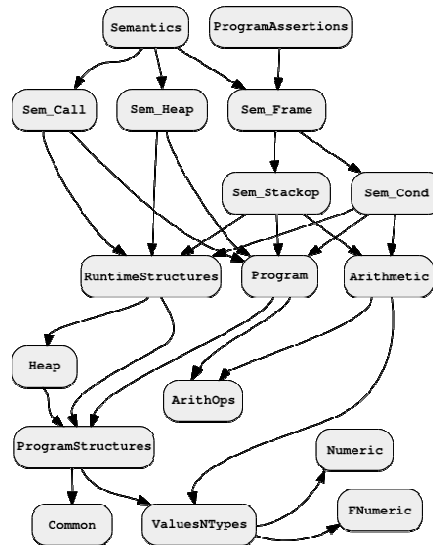 Semantics
ProgramAssertions
Sem_Call
Sem_Heap
Sem_Frame
Sem_Stackop
Sem_Cond
RuntimeStructures
Program
Arithmetic
Heap
ArithOps
ProgramStructures
Numeric
Common
ValuesNTypes
FNumeric